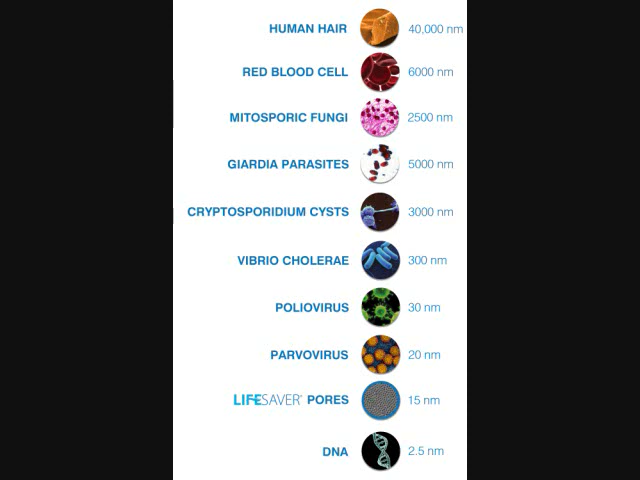 HUMAN HAIR 40,000 nm
RED BLOOD CELL 6000 nm
MITOSPORIC FUNGI 2500 nm
GIARDIA PARASITES 5000 nm
CRYPTOSPORIDIUM CYSTS 3000 nm
VIBRIO CHOLERAE 300 nm
POLIOVIRUS 30 nm
PARVOVIRUS 20 nm
LIFESAVER® PORES 15 nm
DNA 2.5 nm